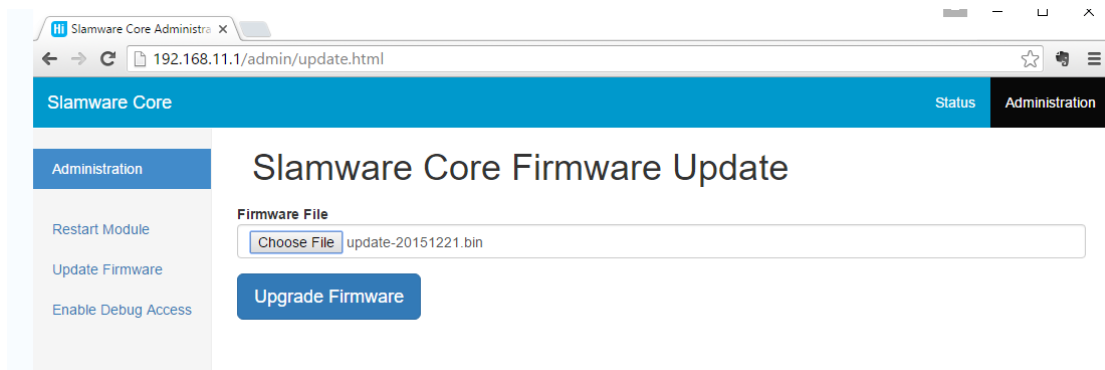 Slamware Core Administra
192.168.11.1/admin/update.html
Slamware Core Status Administration
Administration
Slamware Core Firmware Update
Firmware File
Restart Module
Choose File update-20151221.bin
Update Firmware
Upgrade Firmware
Enable Debug Access